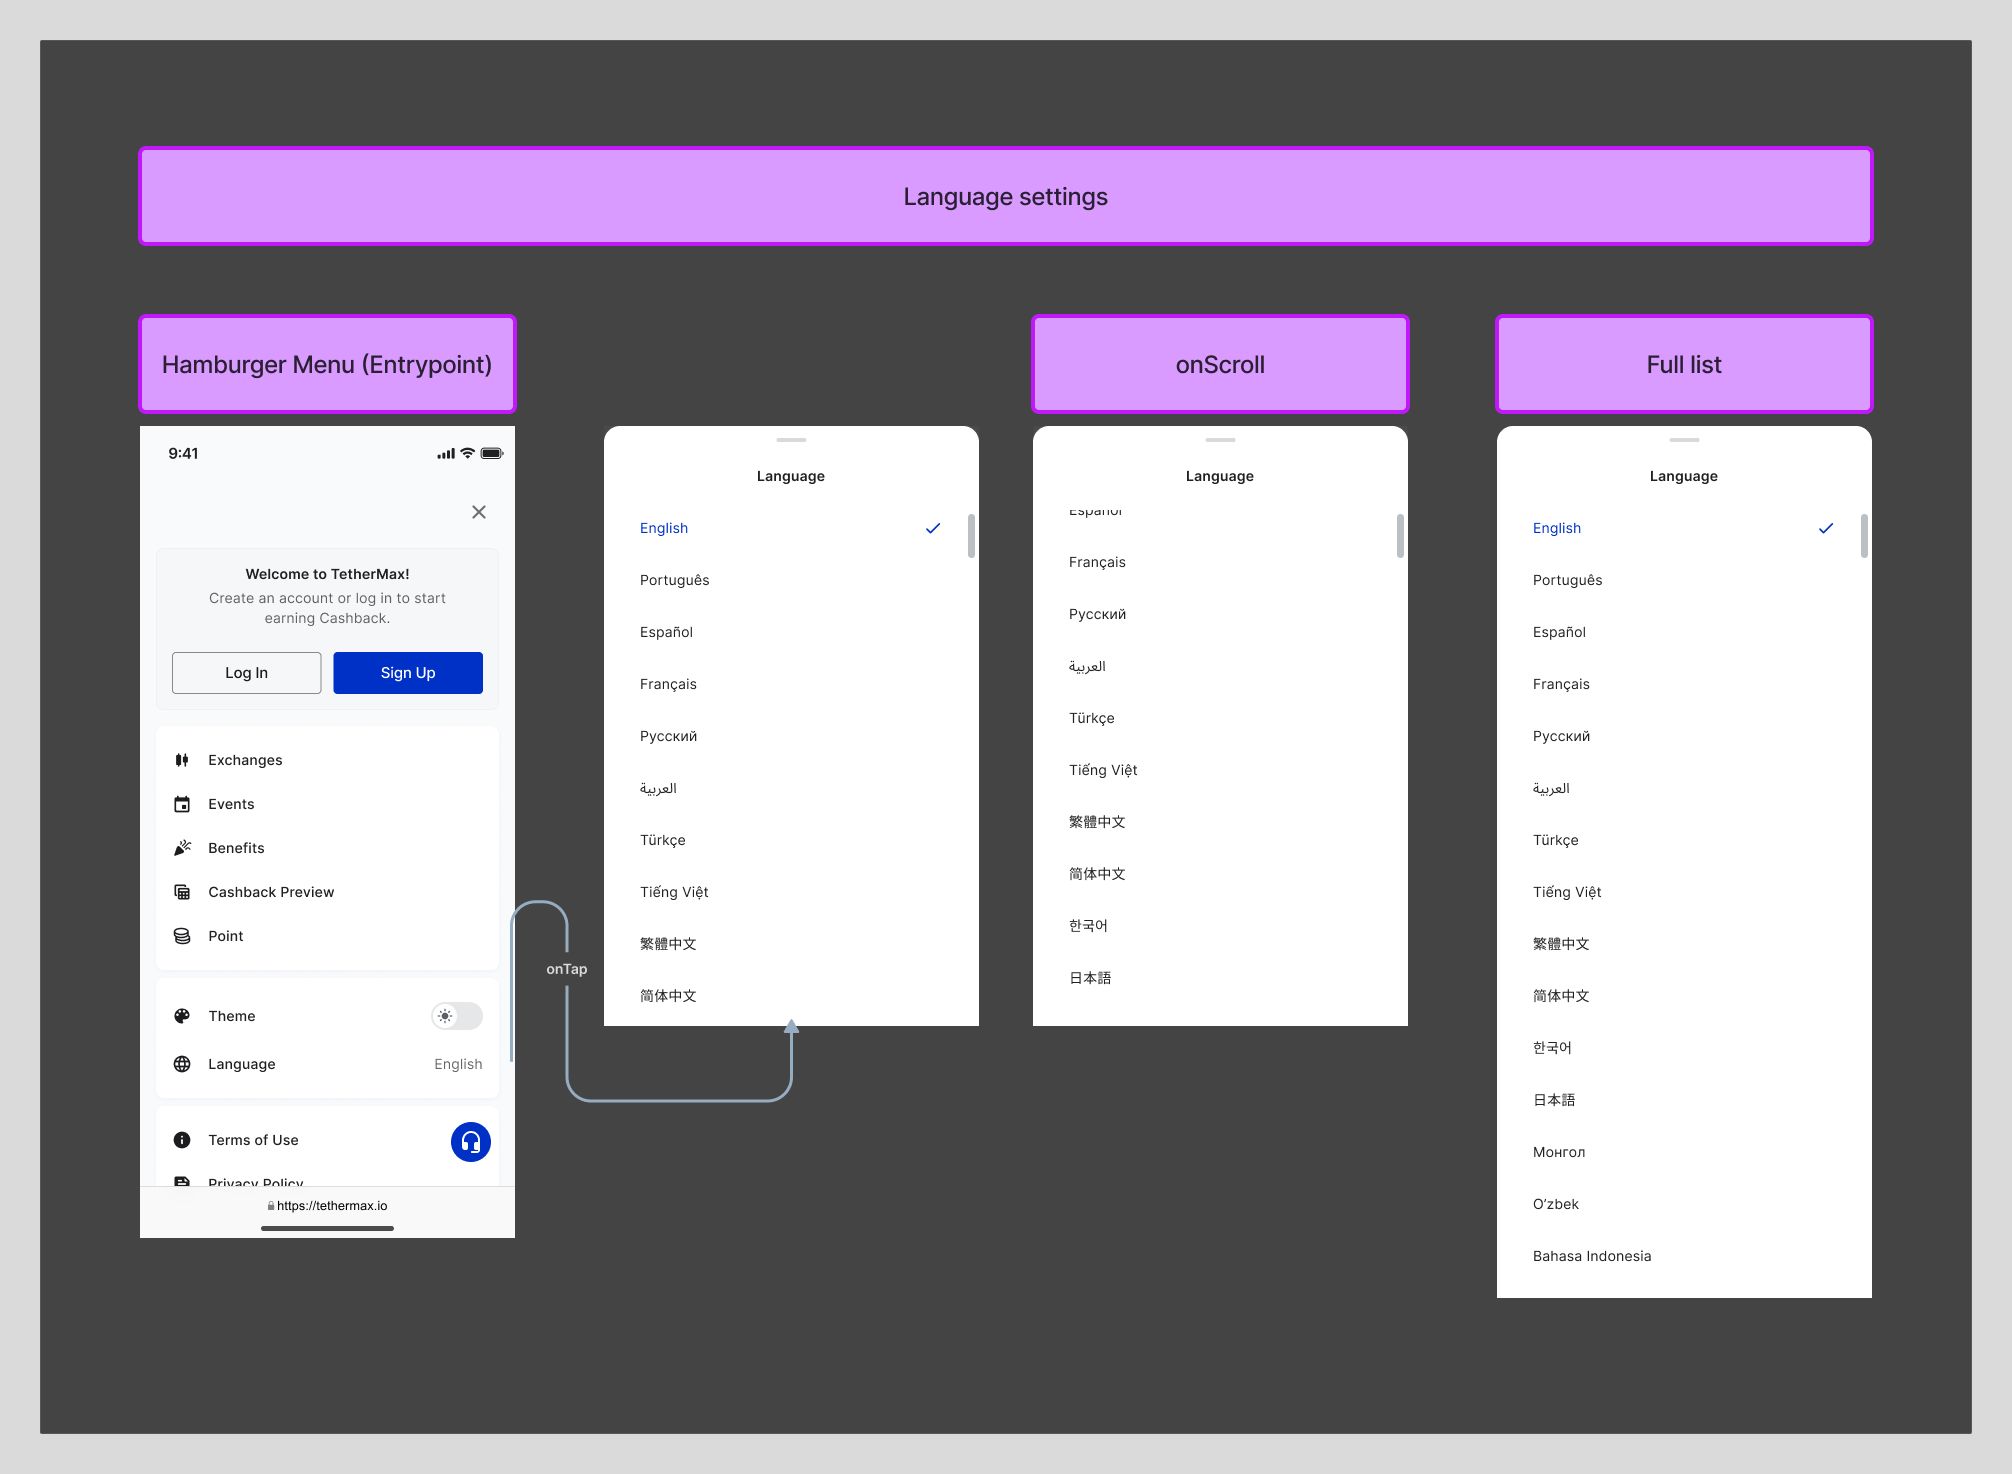 Language settings
Hamburger Menu (Entrypoint)
onScroll
Full list
9:41
Welcome to TetherMax!
Create an account or log in to start
earning Cashback.
Log In
Sign Up
Exchanges
Events
Benefits
Cashback Preview
Point
Theme
Language
English
Terms of Use
Privacy Policy
https://tethermax.io
onTap
Language
English
Português
Español
Français
Русский
العربية
Türkçe
Tiếng Việt
繁體中文
简体中文
Language
Español
Français
Русский
العربية
Türkçe
Tiếng Việt
繁體中文
简体中文
한국어
日本語
Language
English
Português
Español
Français
Русский
العربية
Türkçe
Tiếng Việt
繁體中文
简体中文
한국어
日本語
Монгол
O‘zbek
Bahasa Indonesia